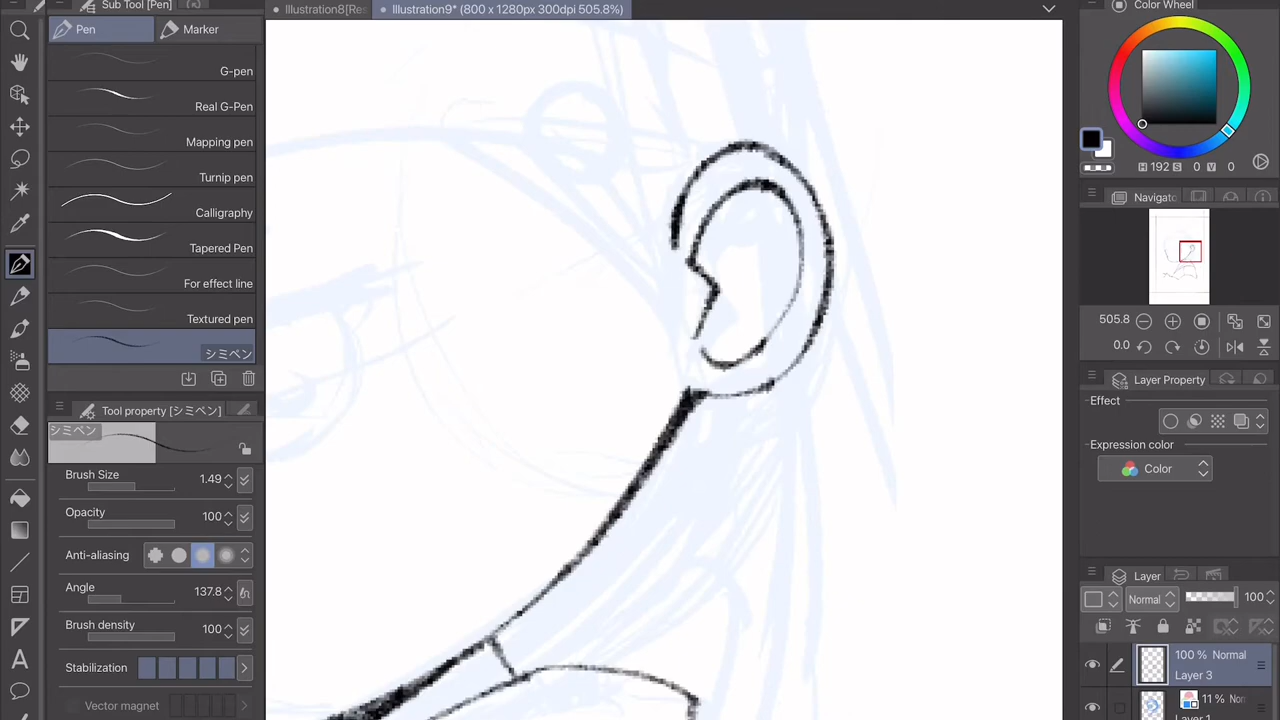 Sub Tool [Pen]
Illustration8[Re
Illustration9* (800 x 1280px 300dpi 505.8%)
Color Wheel
Pen
Marker
G-pen
Real G-Pen
Mapping pen
Turnip pen
Calligraphy
Tapered Pen
For effect line
Textured pen
シミペン
Tool property [シミペン]
シミペン
Brush Size 1.49
Opacity 100
Anti-aliasing
Angle 137.8
Brush density 100
Stabilization
Vector magnet
H 192 S 0 V 0
Navigato
505.8
0.0
Layer Property
Effect
Expression color
Color
Layer
Normal 100
100 % Normal
Layer 3
11 % Nor
Layer 1